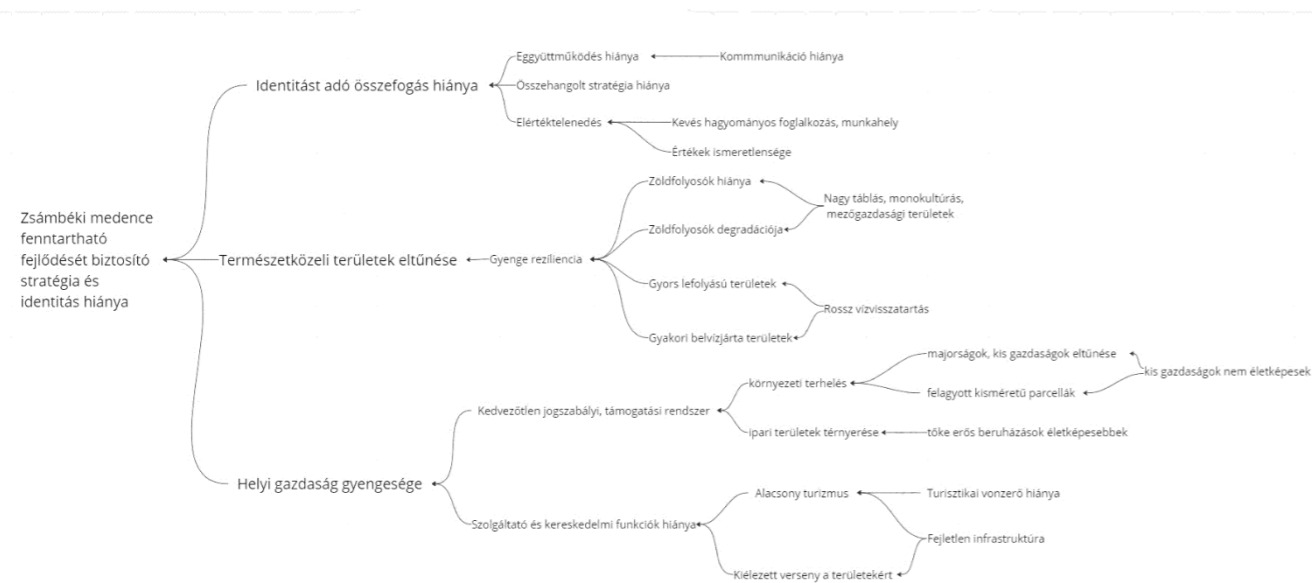 Zsámbéki medence
fenntartható
fejlődését biztosító
stratégia és
identitás hiánya
Identitást adó összefogás hiánya
Eggyüttműködés hiánya
Kommmunikáció hiánya
Összehangolt stratégia hiánya
Elértéktelenedés
Kevés hagyományos foglalkozás, munkahely
Értékek ismeretlensége
Természetközeli területek eltűnése
Gyenge rezíliencia
Zöldfolyosók hiánya
Zöldfolyosók degradációja
Nagy táblás, monokultúrás,
mezőgazdasági területek
Gyors lefolyású területek
Gyakori belvízjárta területek
Rossz vízvisszatartás
Helyi gazdaság gyengesége
Kedvezőtlen jogszabályi, támogatási rendszer
környezeti terhelés
majorságok, kis gazdaságok eltűnése
felagyott kisméretű parcellák
kis gazdaságok nem életképesek
ipari területek térnyerése
tőke erős beruházások életképesebbek
Szolgáltató és kereskedelmi funkciók hiánya
Alacsony turizmus
Turisztikai vonzerő hiánya
Fejletlen infrastruktúra
Kiélezett verseny a területekért